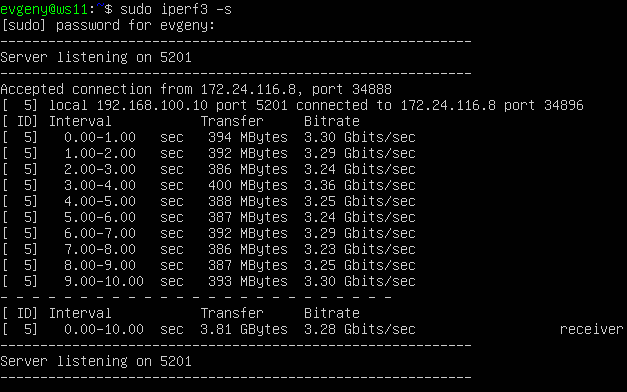 evgeny@ws11:~$ sudo iperf3 -s
[sudo] password for evgeny:
-----------------------------------------------------------
Server listening on 5201
-----------------------------------------------------------
Accepted connection from 172.24.116.8, port 34888
[  5] local 192.168.100.10 port 5201 connected to 172.24.116.8 port 34896
[ ID] Interval           Transfer     Bitrate
[  5]   0.00-1.00   sec   394 MBytes  3.30 Gbits/sec
[  5]   1.00-2.00   sec   392 MBytes  3.29 Gbits/sec
[  5]   2.00-3.00   sec   386 MBytes  3.24 Gbits/sec
[  5]   3.00-4.00   sec   400 MBytes  3.36 Gbits/sec
[  5]   4.00-5.00   sec   388 MBytes  3.25 Gbits/sec
[  5]   5.00-6.00   sec   387 MBytes  3.24 Gbits/sec
[  5]   6.00-7.00   sec   392 MBytes  3.29 Gbits/sec
[  5]   7.00-8.00   sec   386 MBytes  3.23 Gbits/sec
[  5]   8.00-9.00   sec   387 MBytes  3.25 Gbits/sec
[  5]   9.00-10.00  sec   393 MBytes  3.30 Gbits/sec
- - - - - - - - - - - - - - - - - - - - - - - - -
[ ID] Interval           Transfer     Bitrate
[  5]   0.00-10.00  sec  3.81 GBytes  3.28 Gbits/sec                  receiver
-----------------------------------------------------------
Server listening on 5201
-----------------------------------------------------------